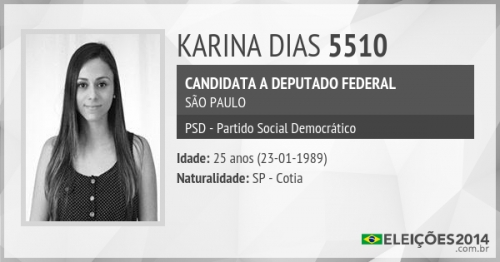 KARINA DIAS 5510
CANDIDATA A DEPUTADO FEDERAL
SÃO PAULO
PSD - Partido Social Democrático
Idade: 25 anos (23-01-1989)
Naturalidade: SP - Cotia
ELEIÇÕES2014
.com.br